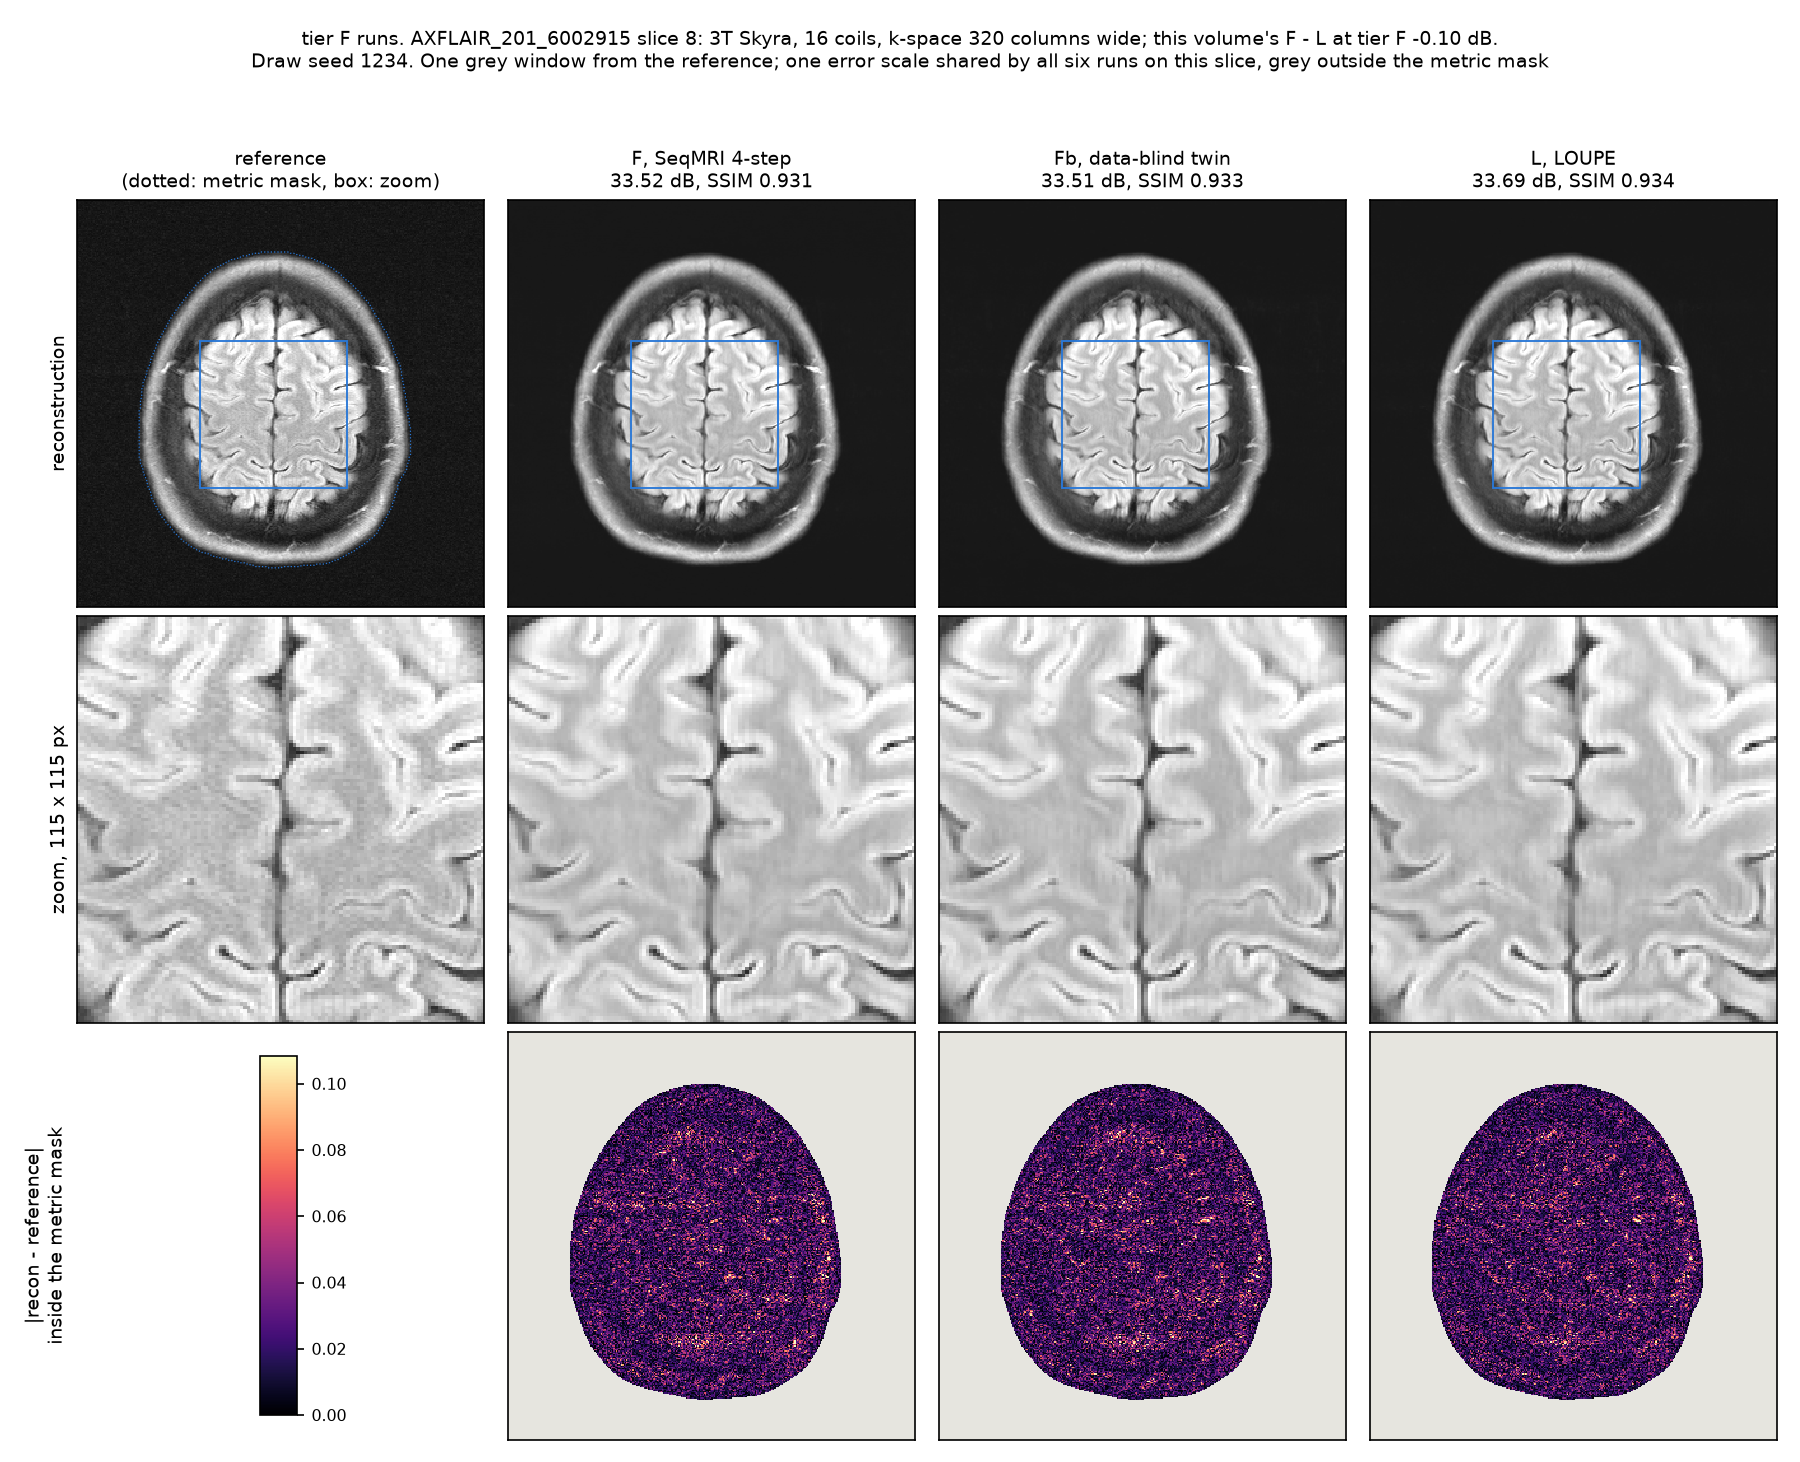 tier F runs. AXFLAIR_201_6002915 slice 8: 3T Skyra, 16 coils, k-space 320 columns wide; this volume's F - L at tier F -0.10 dB.
Draw seed 1234. One grey window from the reference; one error scale shared by all six runs on this slice, grey outside the metric mask
reference
(dotted: metric mask, box: zoom)
F, SeqMRI 4-step
33.52 dB, SSIM 0.931
Fb, data-blind twin
33.51 dB, SSIM 0.933
L, LOUPE
33.69 dB, SSIM 0.934
reconstruction
zoom, 115 x 115 px
|recon - reference|
inside the metric mask
0.10
0.08
0.06
0.04
0.02
0.00